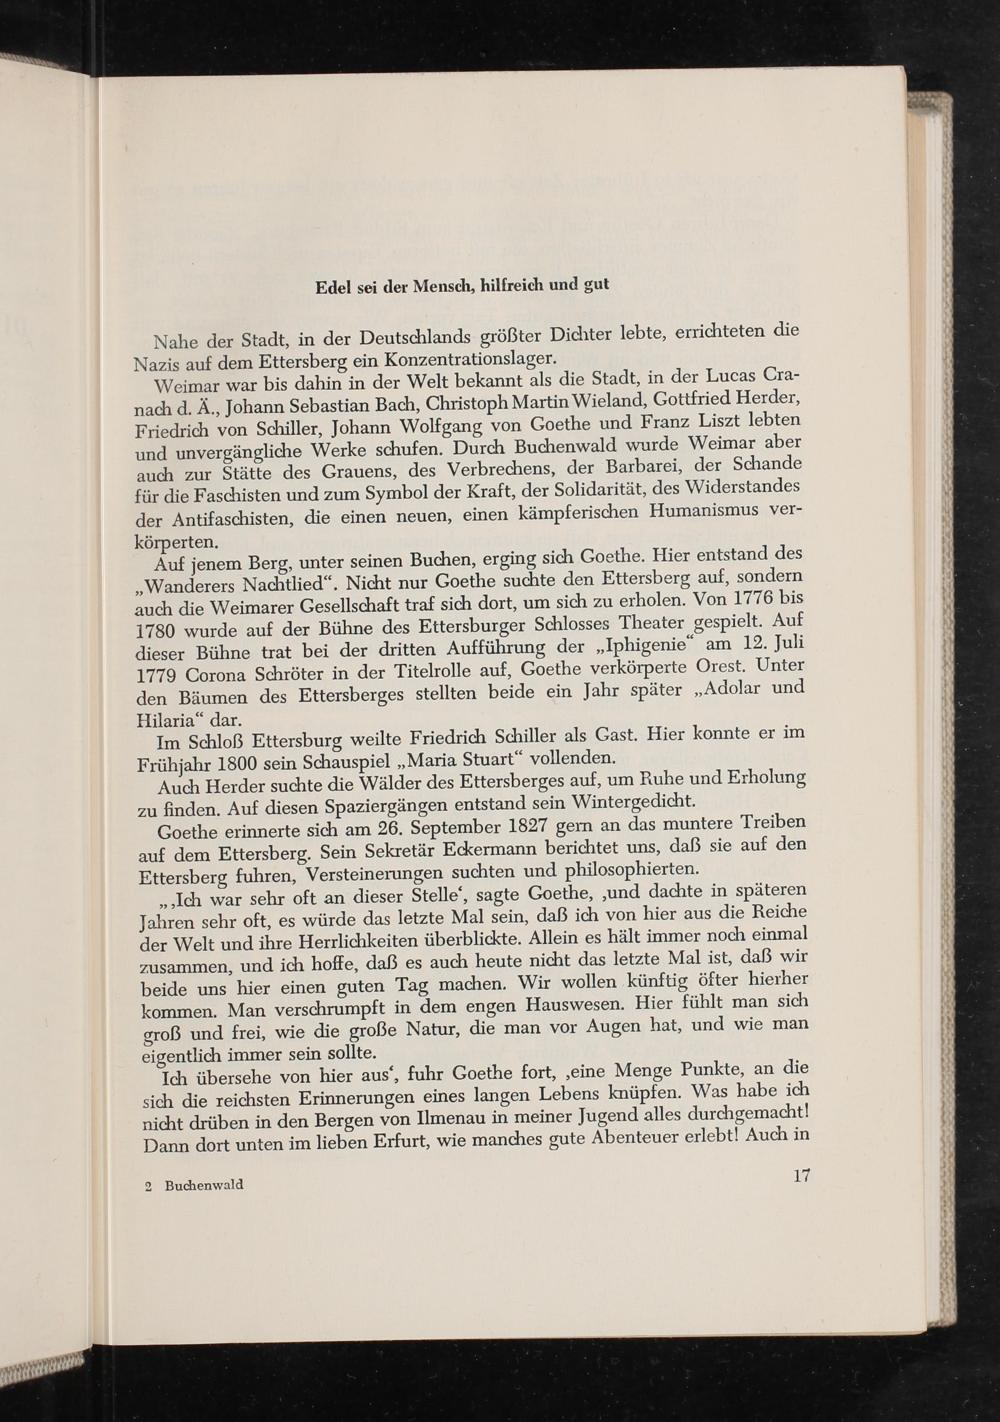 Edel sei der Mensch, hilfreich und gut
Nahe der Stadt, in der Deutschlands größter Dichter lebte, errichteten die
Nazis auf dem Ettersberg ein Konzentrationslager.
Weimar war bis dahin in der Welt bekannt als die Stadt, in der Lucas Cra-
nach d. Ä., Johann Sebastian Bach, Christoph Martin Wieland, Gottfried Herder,
Friedrich von Schiller, Johann Wolfgang von Goethe und Franz Liszt lebten
und unvergängliche Werke schufen. Durch Buchenwald wurde Weimar aber
auch zur Stätte des Grauens, des Verbrechens, der Barbarei, der Schande
für die Faschisten und zum Symbol der Kraft, der Solidarität, des Widerstandes
der Antifaschisten, die einen neuen, einen kämpferischen Humanismus ver-
körperten.
Auf jenem Berg, unter seinen Buchen, erging sich Goethe. Hier entstand des
„Wanderers Nachtlied“. Nicht nur Goethe suchte den Ettersberg auf, sondern
auch die Weimarer Gesellschaft traf sich dort, um sich zu erholen. Von 1776 bis
1780 wurde auf der Bühne des Ettersburger Schlosses Theater gespielt. Auf
dieser Bühne trat bei der dritten Aufführung der „Iphigenie“ am 12. Juli
1779 Corona Schröter in der Titelrolle auf, Goethe verkörperte Orest. Unter
den Bäumen des Ettersberges stellten beide ein Jahr später „Adolar und
Hilaria“ dar.
Im Schloß Ettersburg weilte Friedrich Schiller als Gast. Hier konnte er im
Frühjahr 1800 sein Schauspiel „Maria Stuart“ vollenden.
Auch Herder suchte die Wälder des Ettersberges auf, um Ruhe und Erholung
zu finden. Auf diesen Spaziergängen entstand sein Wintergedicht.
Goethe erinnerte sich am 26. September 1827 gern an das muntere Treiben
auf dem Ettersberg. Sein Sekretär Eckermann berichtet uns, daß sie auf den
Ettersberg fuhren, Versteinerungen suchten und philosophierten.
„‚Ich war sehr oft an dieser Stelle‘, sagte Goethe, ‚und dachte in späteren
Jahren sehr oft, es würde das letzte Mal sein, daß ich von hier aus die Reiche
der Welt und ihre Herrlichkeiten überblickte. Allein es hält immer noch einmal
zusammen, und ich hoffe, daß es auch heute nicht das letzte Mal ist, daß wir
beide uns hier einen guten Tag machen. Wir wollen künftig öfter hierher
kommen. Man verschrumpft in dem engen Hauswesen. Hier fühlt man sich
groß und frei, wie die große Natur, die man vor Augen hat, und wie man
eigentlich immer sein sollte.
Ich übersehe von hier aus‘, fuhr Goethe fort, ‚eine Menge Punkte, an die
sich die reichsten Erinnerungen eines langen Lebens knüpfen. Was habe ich
nicht drüben in den Bergen von Ilmenau in meiner Jugend alles durchgemacht!
Dann dort unten im lieben Erfurt, wie manches gute Abenteuer erlebt! Auch in
2 Buchenwald
17